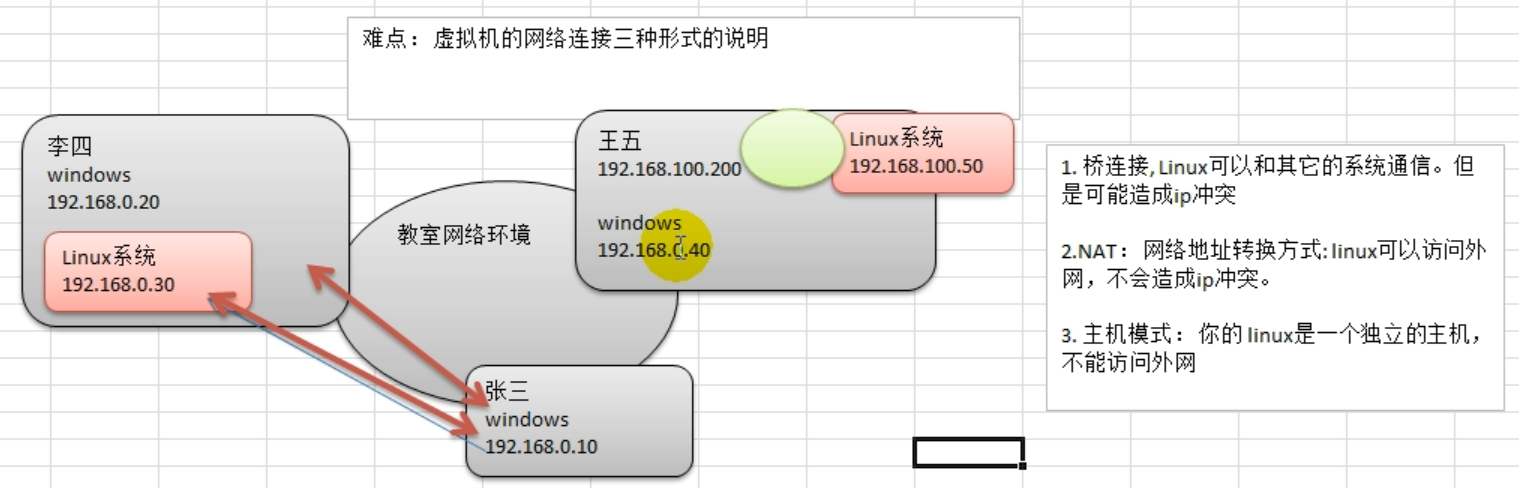 难点：虚拟机的网络连接三种形式的说明
李四
windows
192.168.0.20
Linux系统
192.168.0.30
教室网络环境
王五
192.168.100.200
windows
192.168.0.40
Linux系统
192.168.100.50
张三
windows
192.168.0.10
1. 桥连接, Linux可以和其它的系统通信。但
是可能造成ip冲突
2.NAT：网络地址转换方式: linux可以访问外
网，不会造成ip冲突。
3. 主机模式：你的 linux是一个独立的主机，
不能访问外网